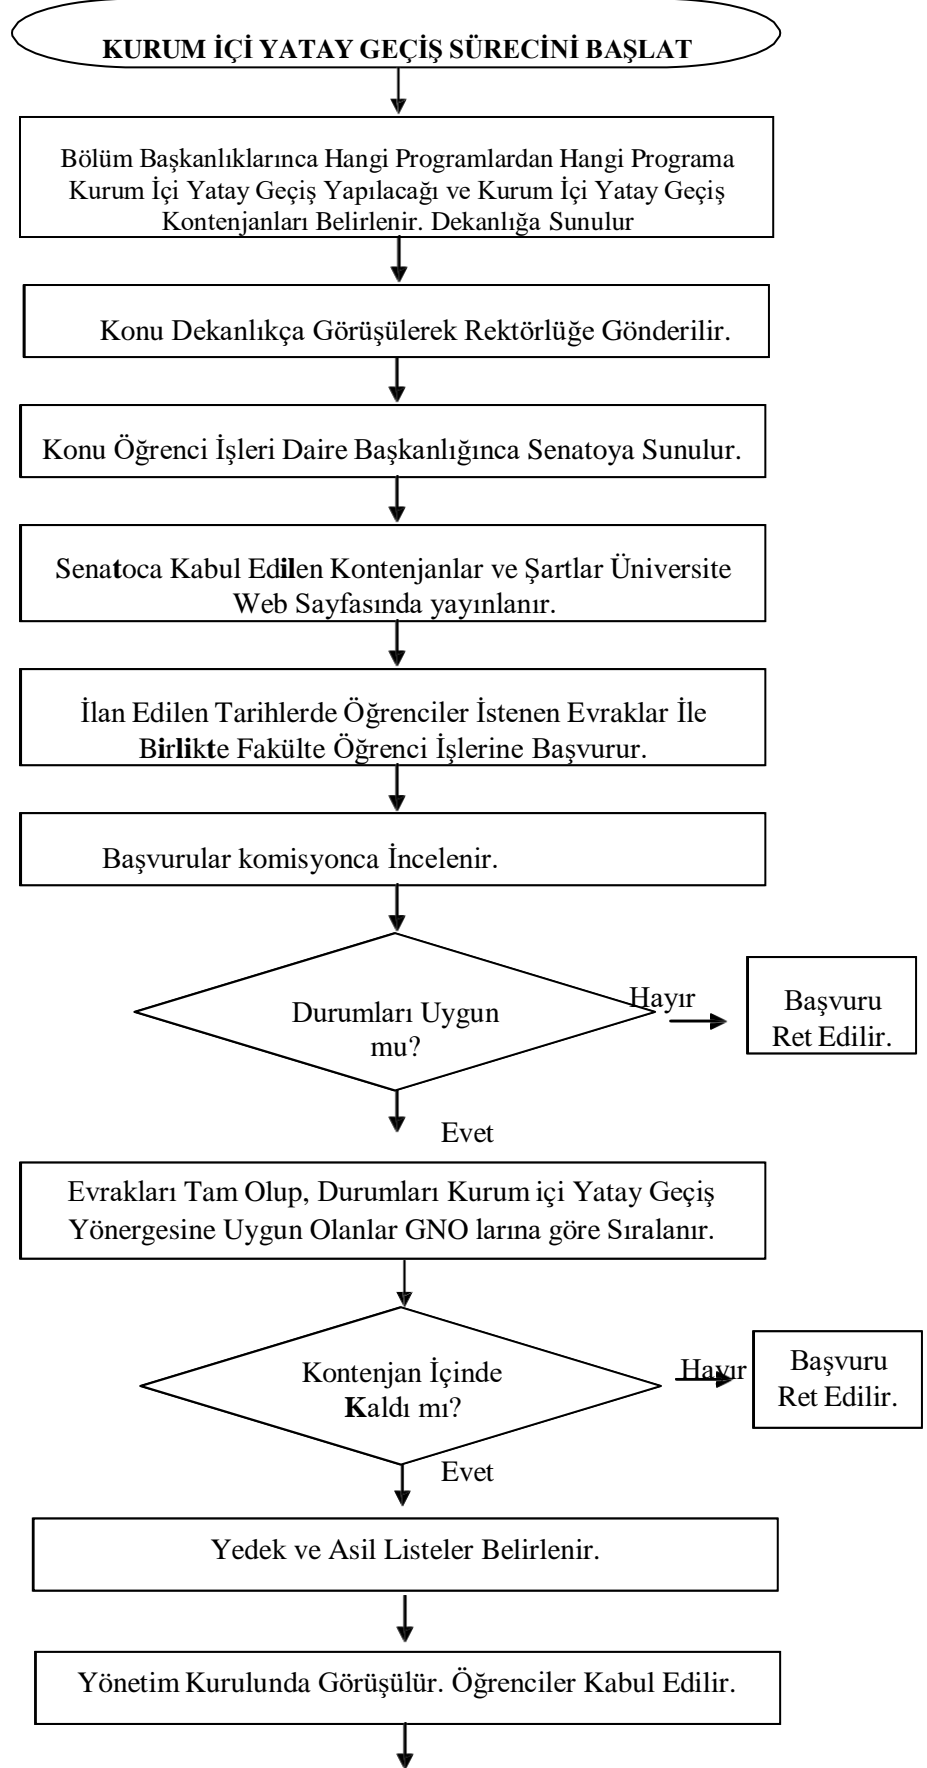 KURUM İÇİ YATAY GEÇİŞ SÜRECİNİ BAŞLAT
Bölüm Başkanlıklarınca Hangi Programlardan Hangi Programa
Kurum İçi Yatay Geçiş Yapılacağı ve Kurum İçi Yatay Geçiş
Kontenjanları Belirlenir. Dekanlığa Sunulur
Konu Dekanlıkça Görüşülerek Rektörlüğe Gönderilir.
Konu Öğrenci İşleri Daire Başkanlığınca Senatoya Sunulur.
Senatoca Kabul Edilen Kontenjanlar ve Şartlar Üniversite
Web Sayfasında yayınlanır.
İlan Edilen Tarihlerde Öğrenciler İstenen Evraklar İle
Birlikte Fakülte Öğrenci İşlerine Başvurur.
Başvurular komisyonca İncelenir.
Durumları Uygun
mu?
Hayır
Başvuru
Ret Edilir.
Evet
Evrakları Tam Olup, Durumları Kurum içi Yatay Geçiş
Yönergesine Uygun Olanlar GNO larına göre Sıralanır.
Kontenjan İçinde
Kaldı mı?
Hayır
Başvuru
Ret Edilir.
Evet
Yedek ve Asil Listeler Belirlenir.
Yönetim Kurulunda Görüşülür. Öğrenciler Kabul Edilir.